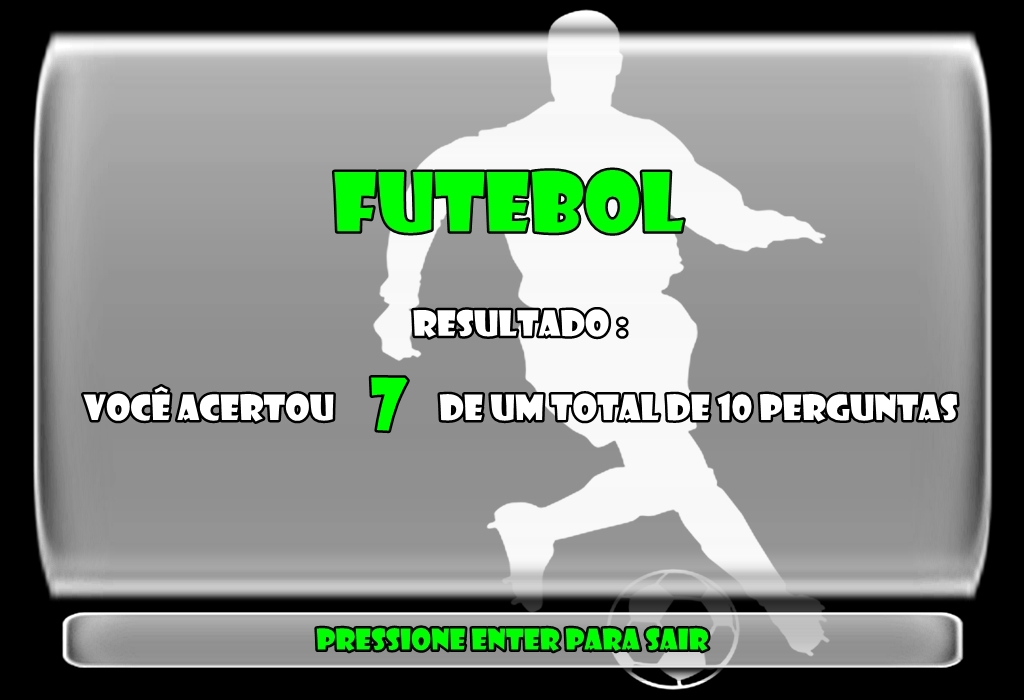 FUTEBOL
RESULTADO :
VOCÊ ACERTOU 7 DE UM TOTAL DE 10 PERGUNTAS
PRESSIONE ENTER PARA SAIR